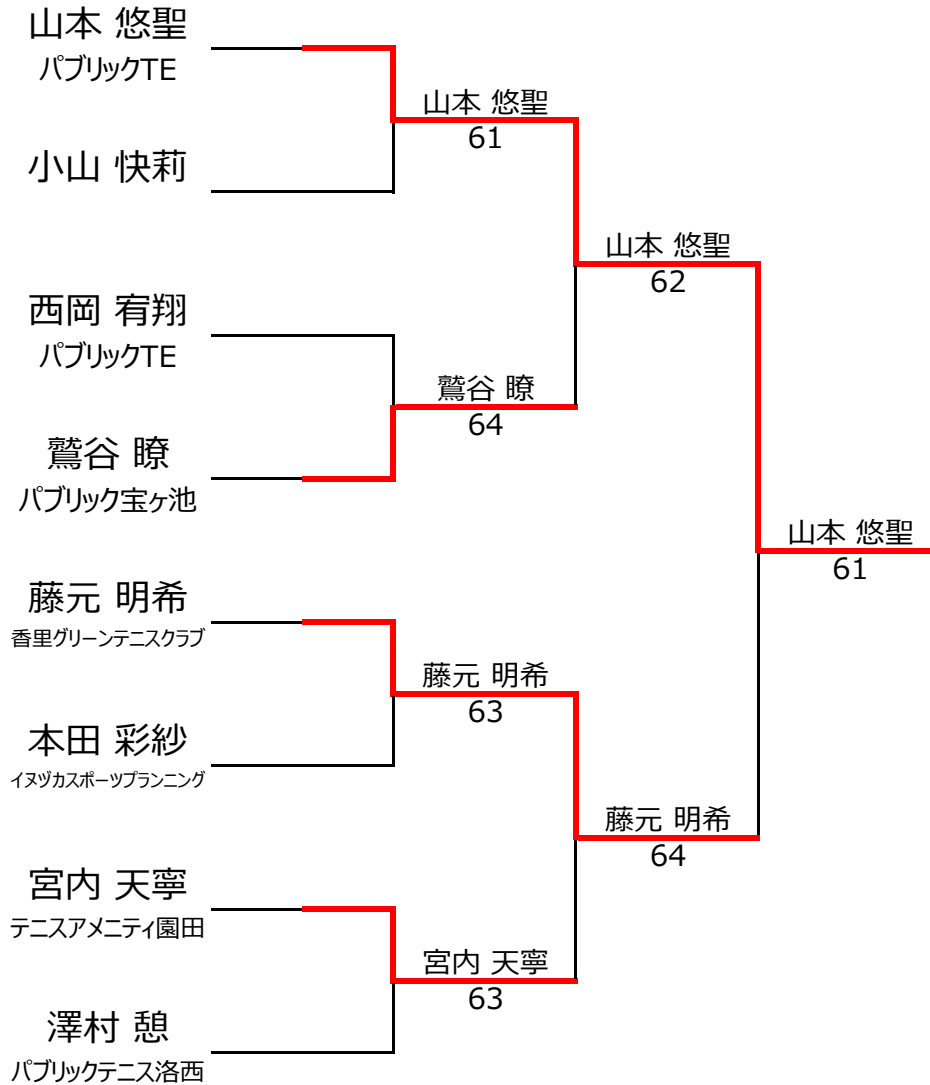 山本 悠聖
パブリックTE
小山 快莉
西岡 宥翔
パブリックTE
鷲谷 瞭
パブリック宝ヶ池
藤元 明希
香里グリーンテニスクラブ
本田 彩紗
イヌヅカスポーツプランニング
宮内 天寧
テニスアメニティ園田
澤村 憩
パブリックテニス洛西
山本 悠聖
61
鷲谷 瞭
64
藤元 明希
63
宮内 天寧
63
山本 悠聖
62
藤元 明希
64
山本 悠聖
61